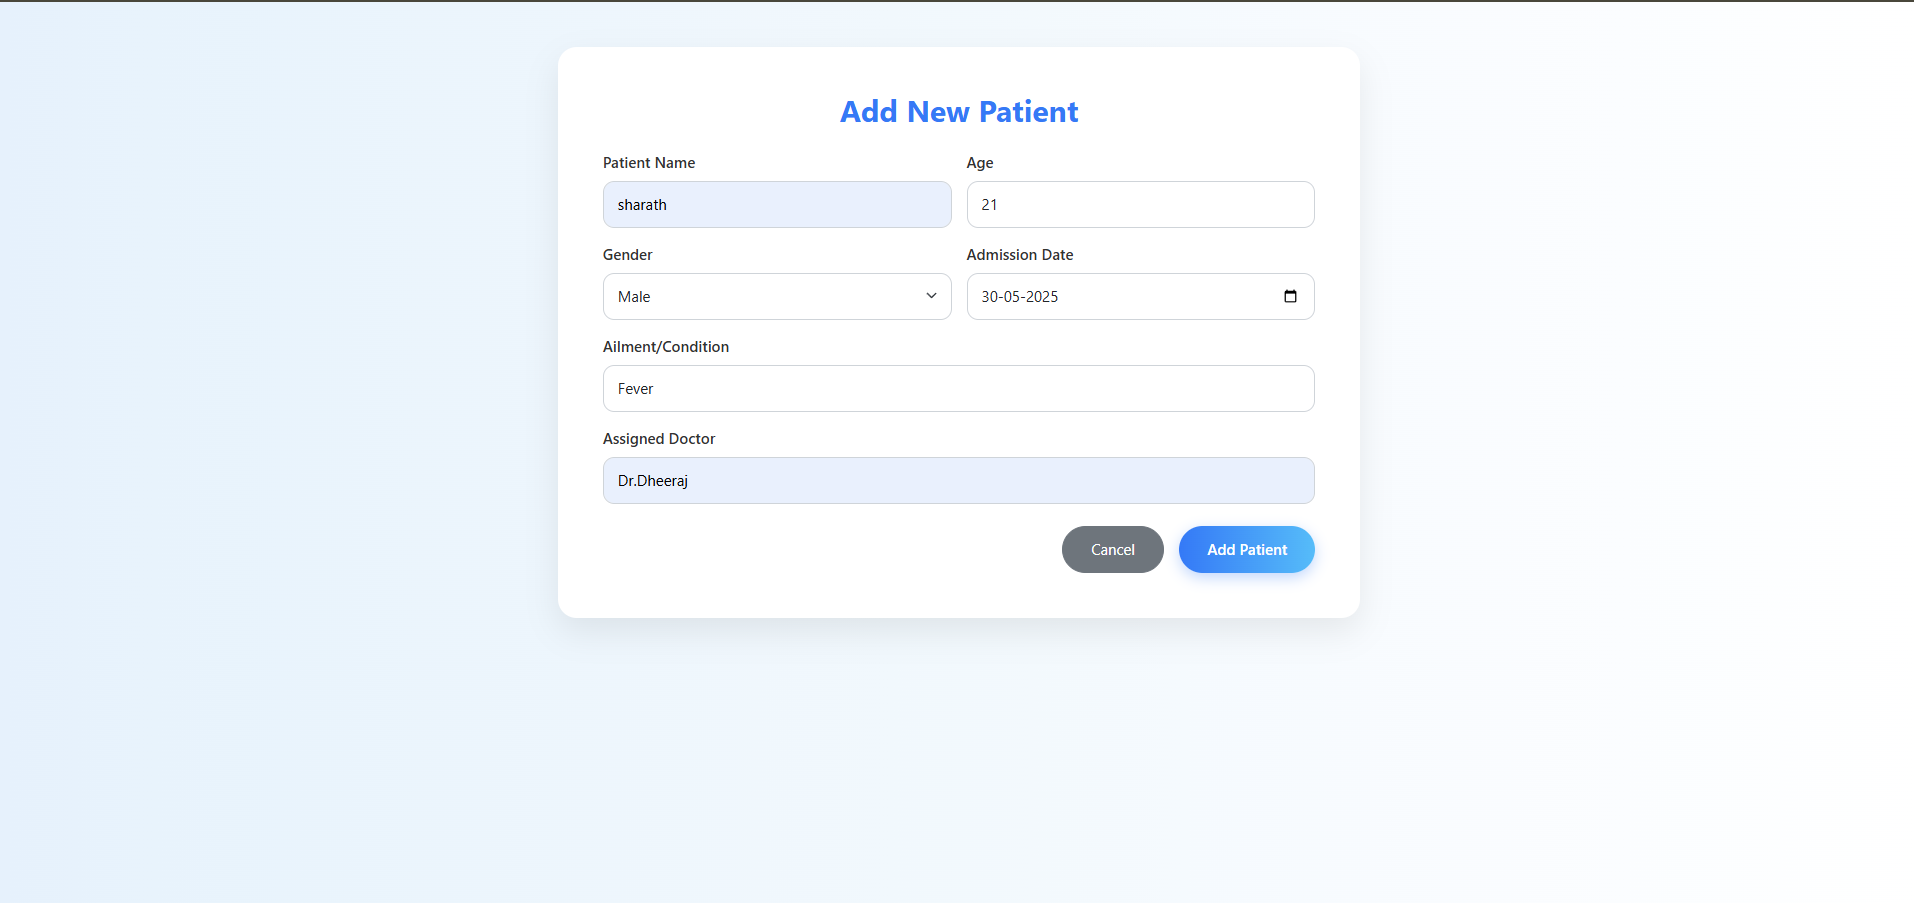 Add New Patient
Patient Name
Age
sharath
21
Gender
Admission Date
Male
30-05-2025
Ailment/Condition
Fever
Assigned Doctor
Dr.Dheeraj
Cancel
Add Patient